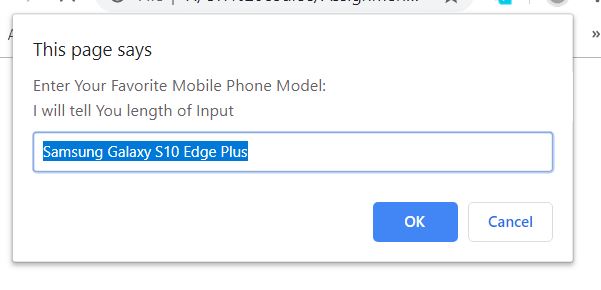 This page says
Enter Your Favorite Mobile Phone Model:
I will tell You length of Input
Samsung Galaxy S10 Edge Plus
OK
Cancel
»